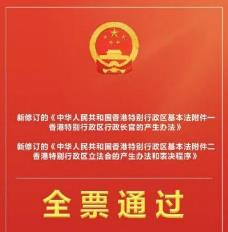 新修订的《中华人民共和国香港特别行政区基本法附件一
香港特别行政区行政长官的产生办法》
新修订的《中华人民共和国香港特别行政区基本法附件二
香港特别行政区立法会的产生办法和表决程序》
全票通过